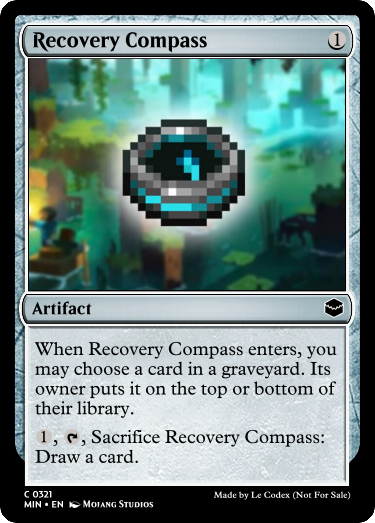 Recovery Compass 1
Artifact
When Recovery Compass enters, you
may choose a card in a graveyard. Its
owner puts it on the top or bottom of
their library.
1, , Sacrifice Recovery Compass:
Draw a card.
C 0321
MIN • EN Mojang Studios
Made by Le Codex (Not For Sale)